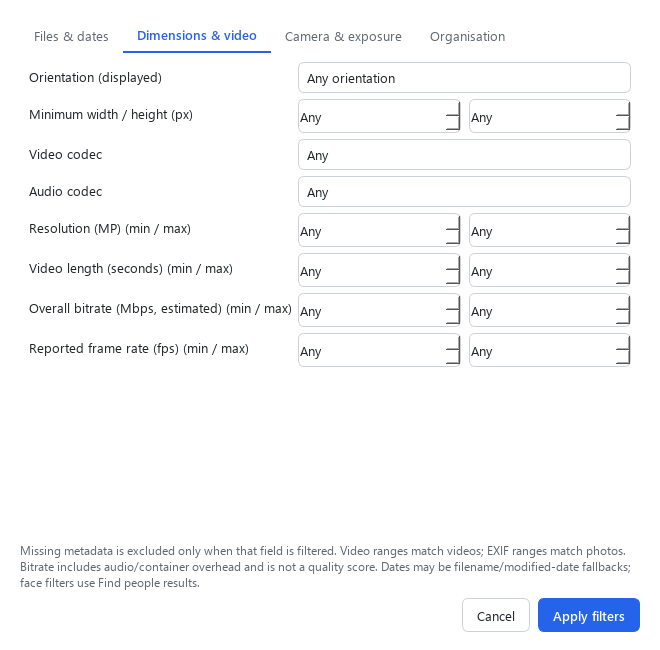 Files & dates Dimensions & video Camera & exposure Organisation
Orientation (displayed) Any orientation
Minimum width / height (px) Any Any
Video codec Any
Audio codec Any
Resolution (MP) (min / max) Any Any
Video length (seconds) (min / max) Any Any
Overall bitrate (Mbps, estimated) (min / max) Any Any
Reported frame rate (fps) (min / max) Any Any
Missing metadata is excluded only when that field is filtered. Video ranges match videos; EXIF ranges match photos.
Bitrate includes audio/container overhead and is not a quality score. Dates may be filename/modified-date fallbacks;
face filters use Find people results.
Cancel Apply filters